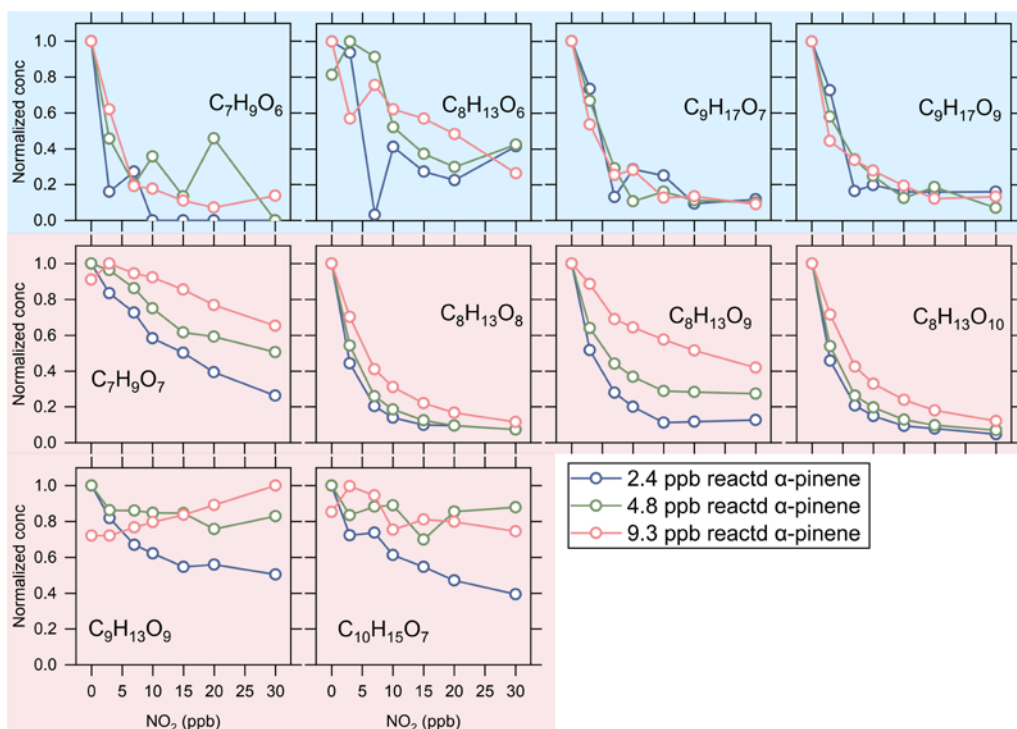 Normalized conc
1.0
0.8
0.6
0.4
0.2
0.0
C₇H₉O₆
C₈H₁₃O₆
C₉H₁₇O₇
C₉H₁₇O₉
Normalized conc
1.0
0.8
0.6
0.4
0.2
0.0
C₇H₉O₇
C₈H₁₃O₈
C₈H₁₃O₉
C₈H₁₃O₁₀
Normalized conc
1.0
0.8
0.6
0.4
0.2
0.0
C₉H₁₃O₉
C₁₀H₁₅O₇
0 5 10 15 20 25 30
0 5 10 15 20 25 30
NO₂ (ppb)
NO₂ (ppb)
2.4 ppb reactd α-pinene
4.8 ppb reactd α-pinene
9.3 ppb reactd α-pinene